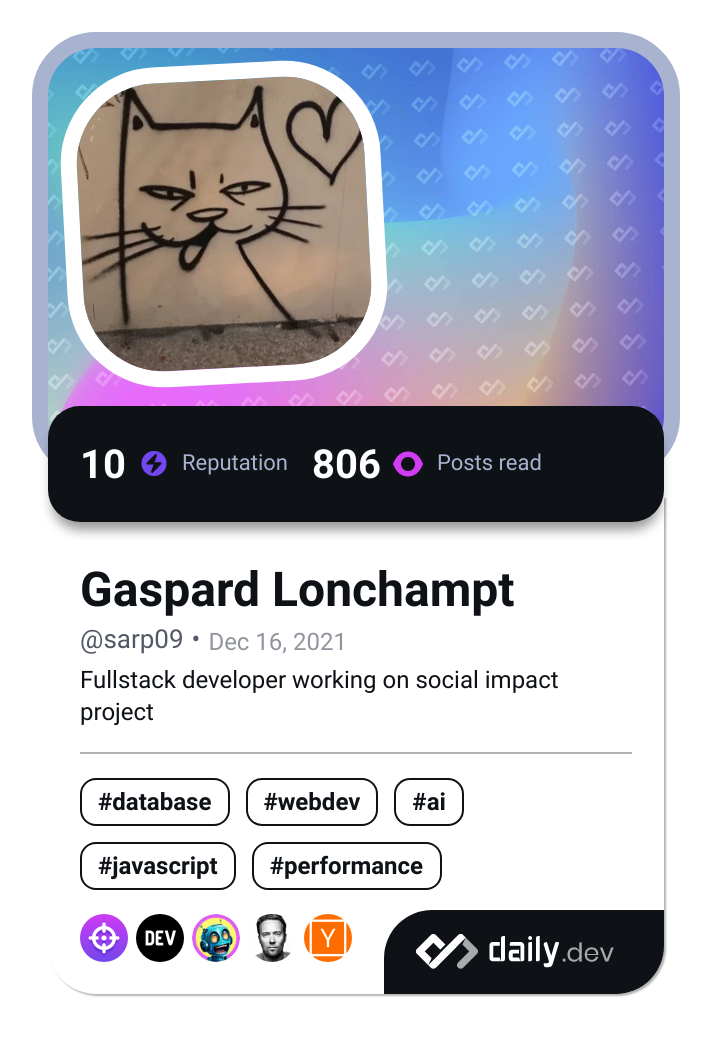 10 Reputation 806 Posts read
Gaspard Lonchampt
@sarp09 • Dec 16, 2021
Fullstack developer working on social impact
project
#database #webdev #ai
#javascript #performance
DEV Y daily.dev